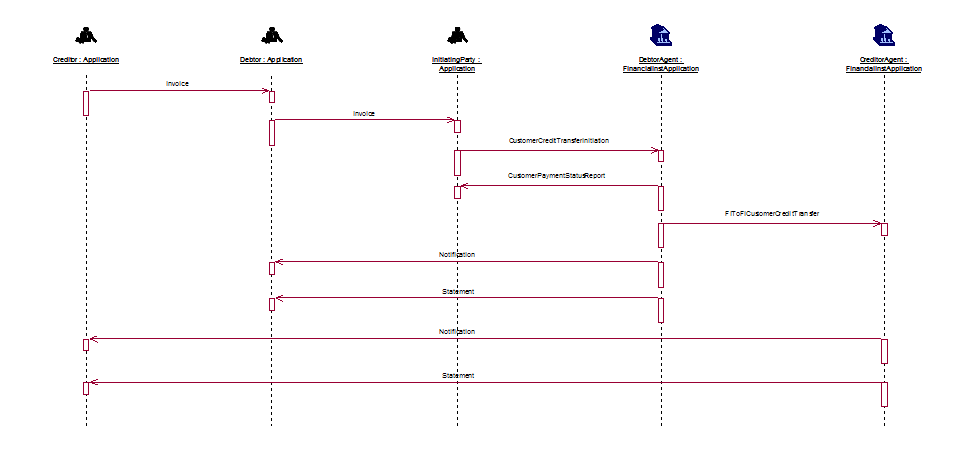 Creditor : Application
Debtor : Application
InitiatingParty :
Application
DebtorAgent :
FinancialInstApplication
CreditorAgent :
FinancialInstApplication
Invoice
Invoice
CustomerCreditTransferInitiation
CustomerPaymentStatusReport
FIToFICustomerCreditTransfer
Notification
Statement
Notification
Statement